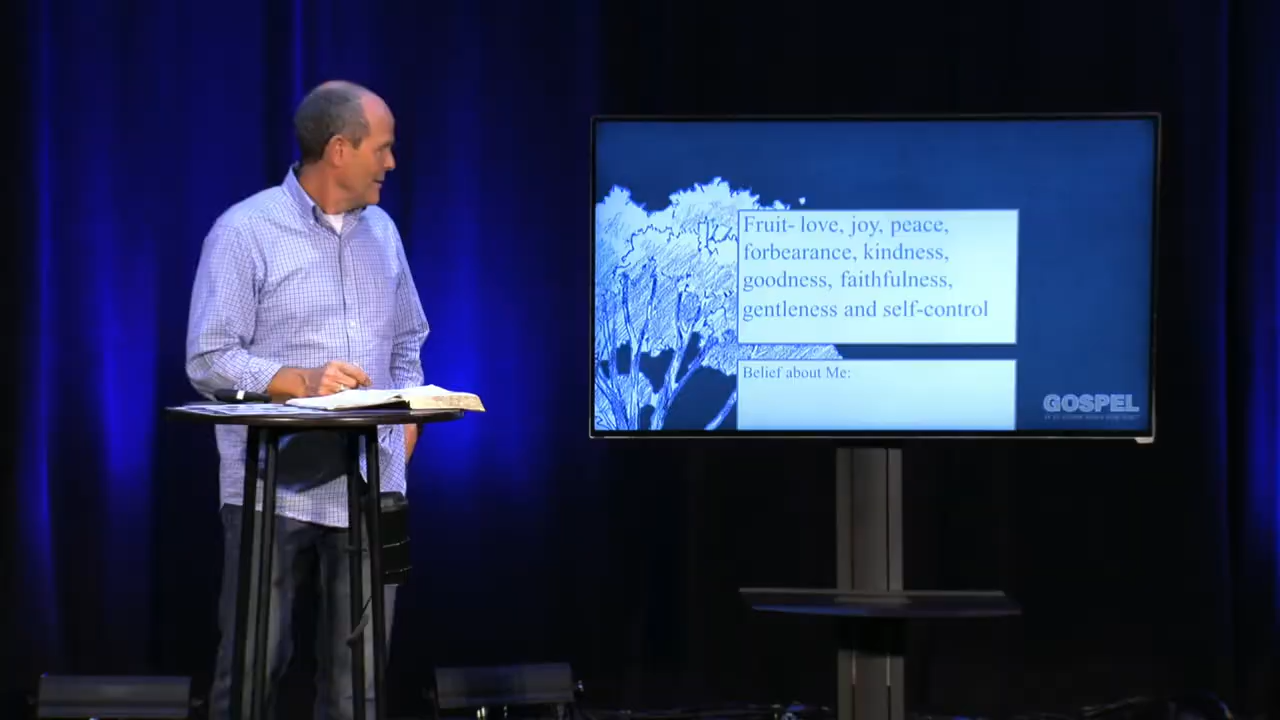 Fruit- love, joy, peace,
forbearance, kindness,
goodness, faithfulness,
gentleness and self-control
Belief about Me:
GOSPEL